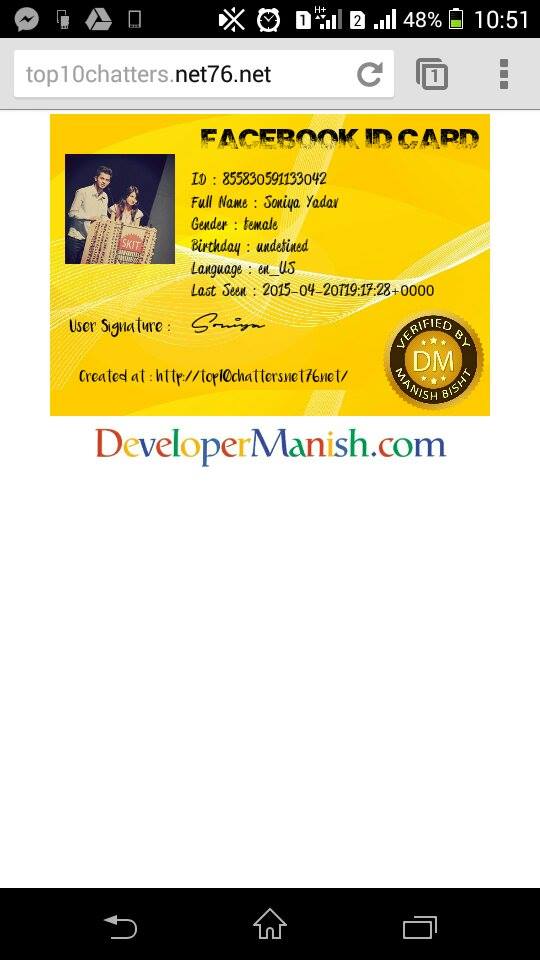 H+
1 2 48% 10:51
top10chatters.net76.net
1
FACEBOOK ID CARD
ID : 855830591133042
Full Name : Soniya Yadav
Gender : female
Birthday : undefined
Language : en_US
Last Seen : 2015-04-20T19:17:28+0000
SKIT
User Signature : Soniya
Created at : http://top10chatters.net76.net/
VERIFIED BY
DM
MANISH BISHT
DeveloperManish.com